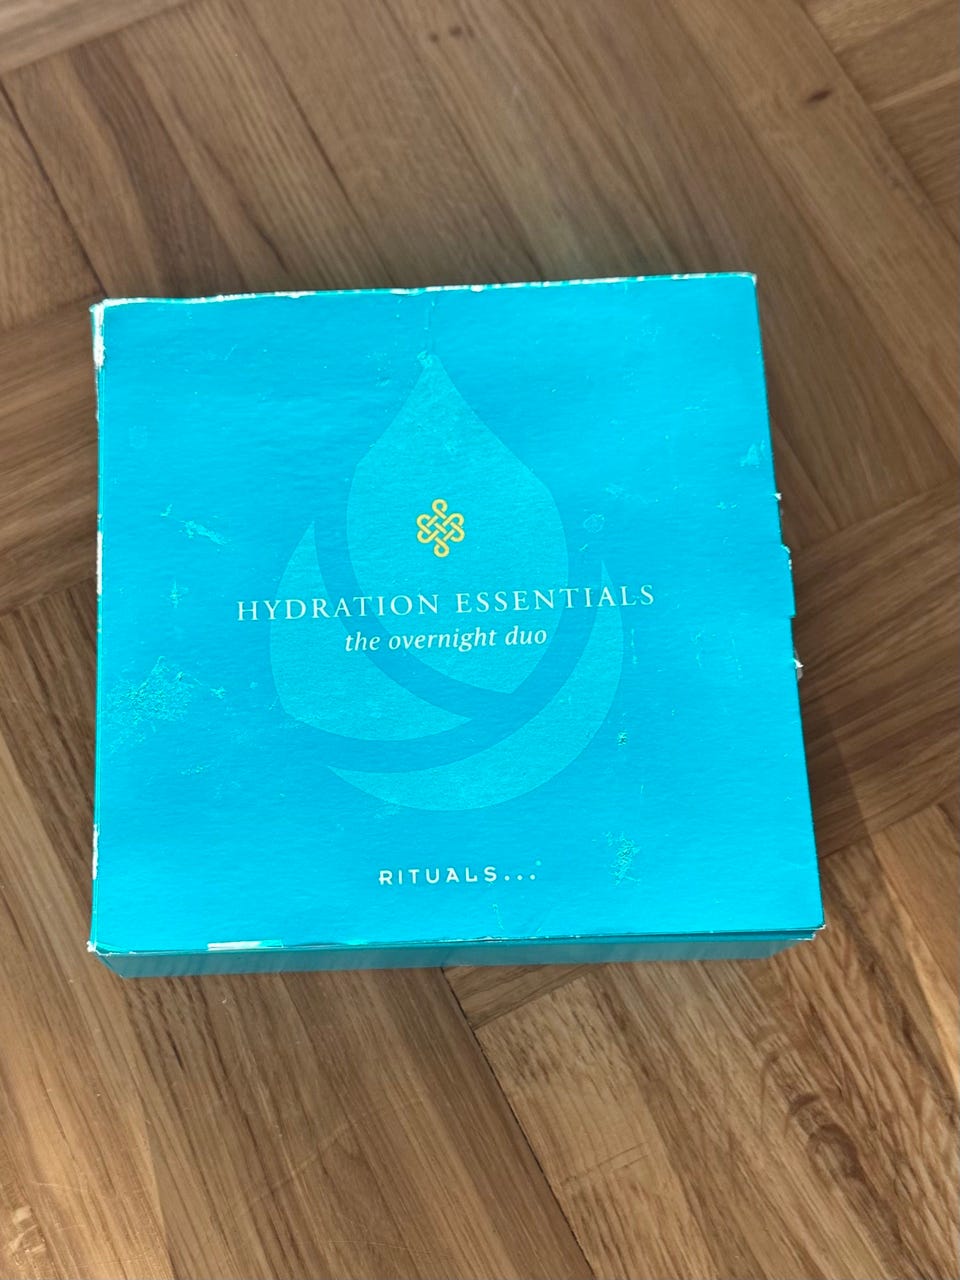 HYDRATION ESSENTIALS
the overnight duo
RITUALS...